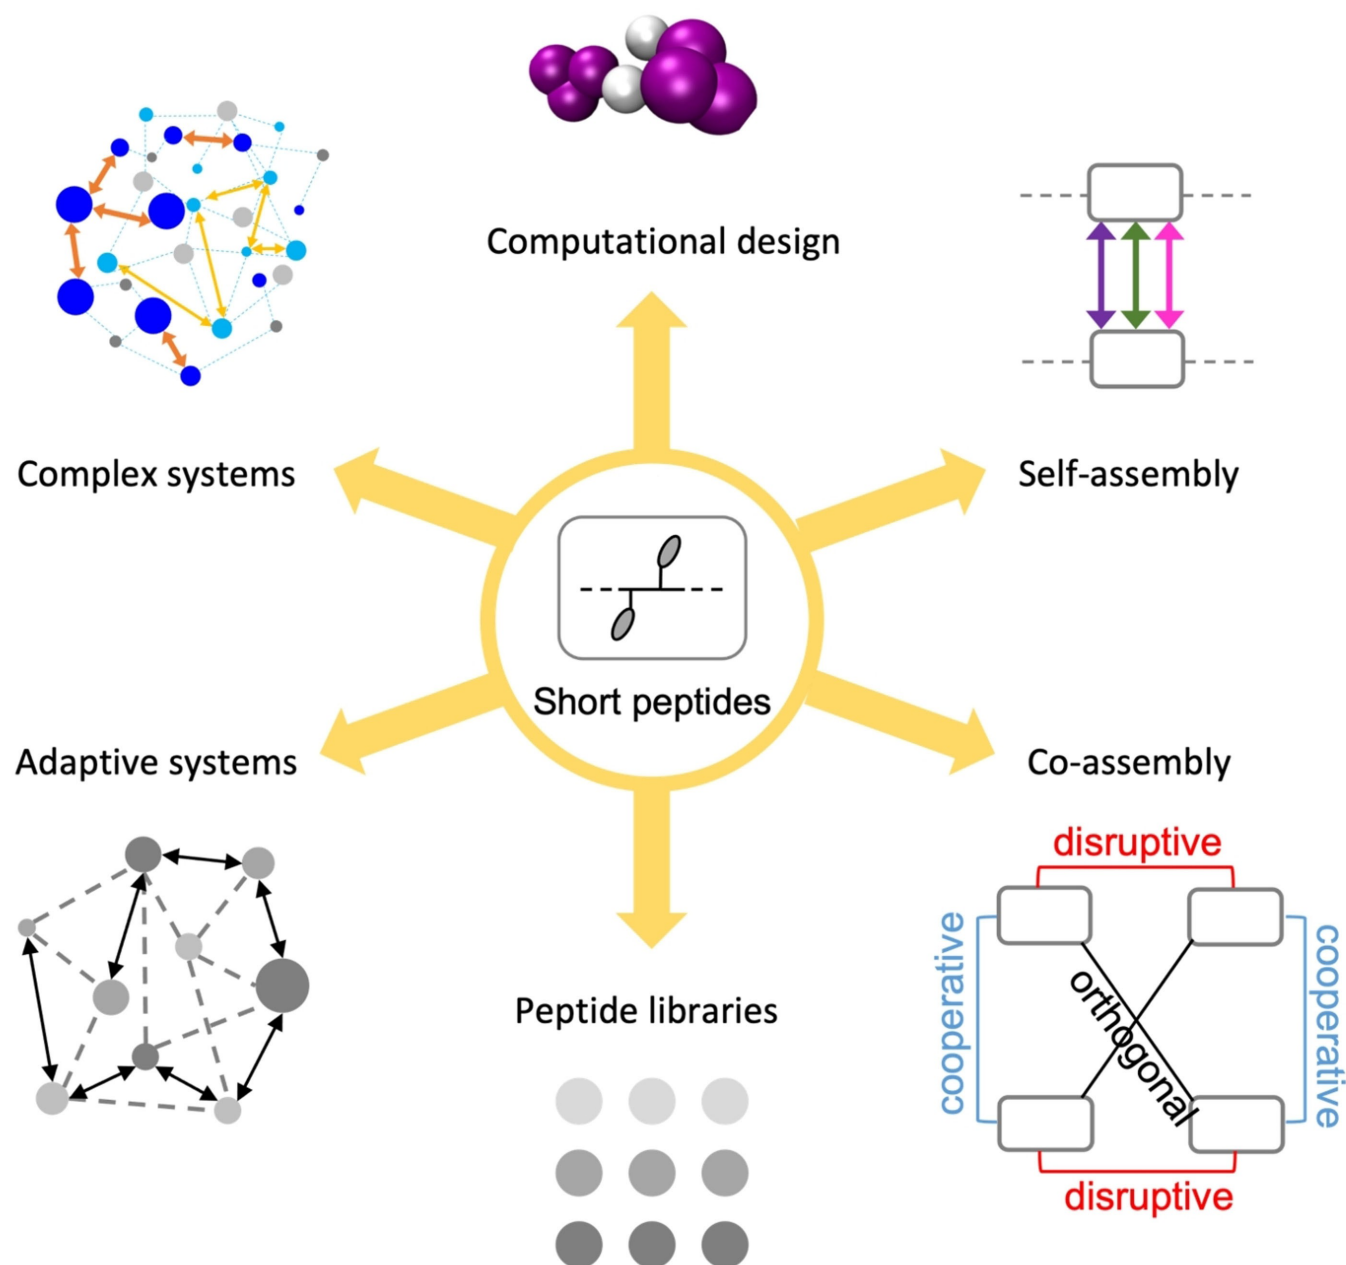 Computational design
Complex systems
Self-assembly
Short peptides
Adaptive systems
Co-assembly
disruptive
cooperative
orthogonal
cooperative
Peptide libraries
disruptive